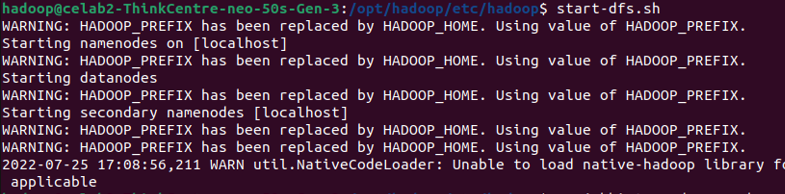 hadoop@celab2-ThinkCentre-neo-50s-Gen-3:/opt/hadoop/etc/hadoop$ start-dfs.sh
WARNING: HADOOP_PREFIX has been replaced by HADOOP_HOME. Using value of HADOOP_PREFIX.
Starting namenodes on [localhost]
WARNING: HADOOP_PREFIX has been replaced by HADOOP_HOME. Using value of HADOOP_PREFIX.
Starting datanodes
WARNING: HADOOP_PREFIX has been replaced by HADOOP_HOME. Using value of HADOOP_PREFIX.
Starting secondary namenodes [localhost]
WARNING: HADOOP_PREFIX has been replaced by HADOOP_HOME. Using value of HADOOP_PREFIX.
WARNING: HADOOP_PREFIX has been replaced by HADOOP_HOME. Using value of HADOOP_PREFIX.
2022-07-25 17:08:56,211 WARN util.NativeCodeLoader: Unable to load native-hadoop library fo
applicable